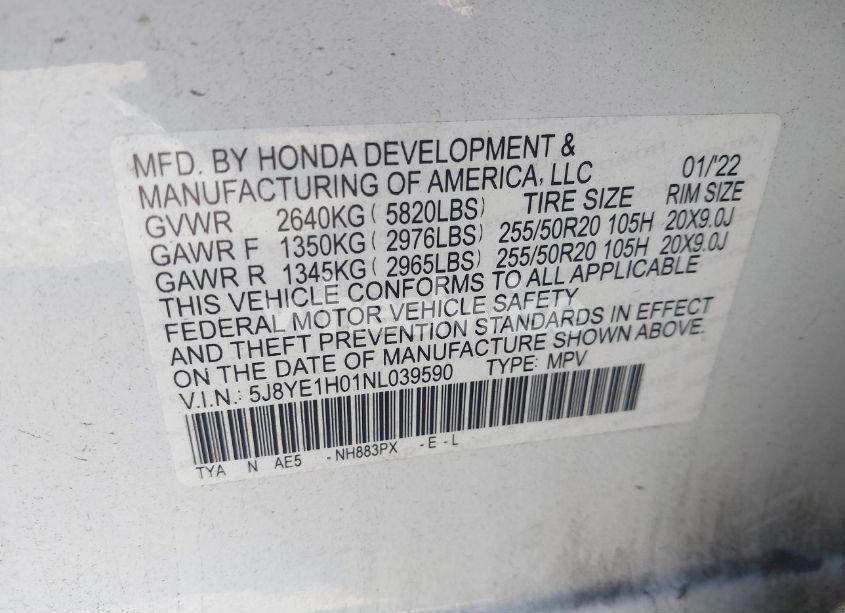 MFD. BY HONDA DEVELOPMENT &
MANUFACTURING OF AMERICA, LLC 01/'22
GVWR 2640KG ( 5820LBS) TIRE SIZE RIM SIZE
GAWR F 1350KG ( 2976LBS) 255/50R20 105H 20X9.0J
GAWR R 1345KG ( 2965LBS) 255/50R20 105H 20X9.0J
THIS VEHICLE CONFORMS TO ALL APPLICABLE
FEDERAL MOTOR VEHICLE SAFETY
AND THEFT PREVENTION STANDARDS IN EFFECT
ON THE DATE OF MANUFACTURE SHOWN ABOVE.
V.I.N.: 5J8YE1H01NL039590 TYPE: MPV
TYA N AE5 -NH883PX -E-L